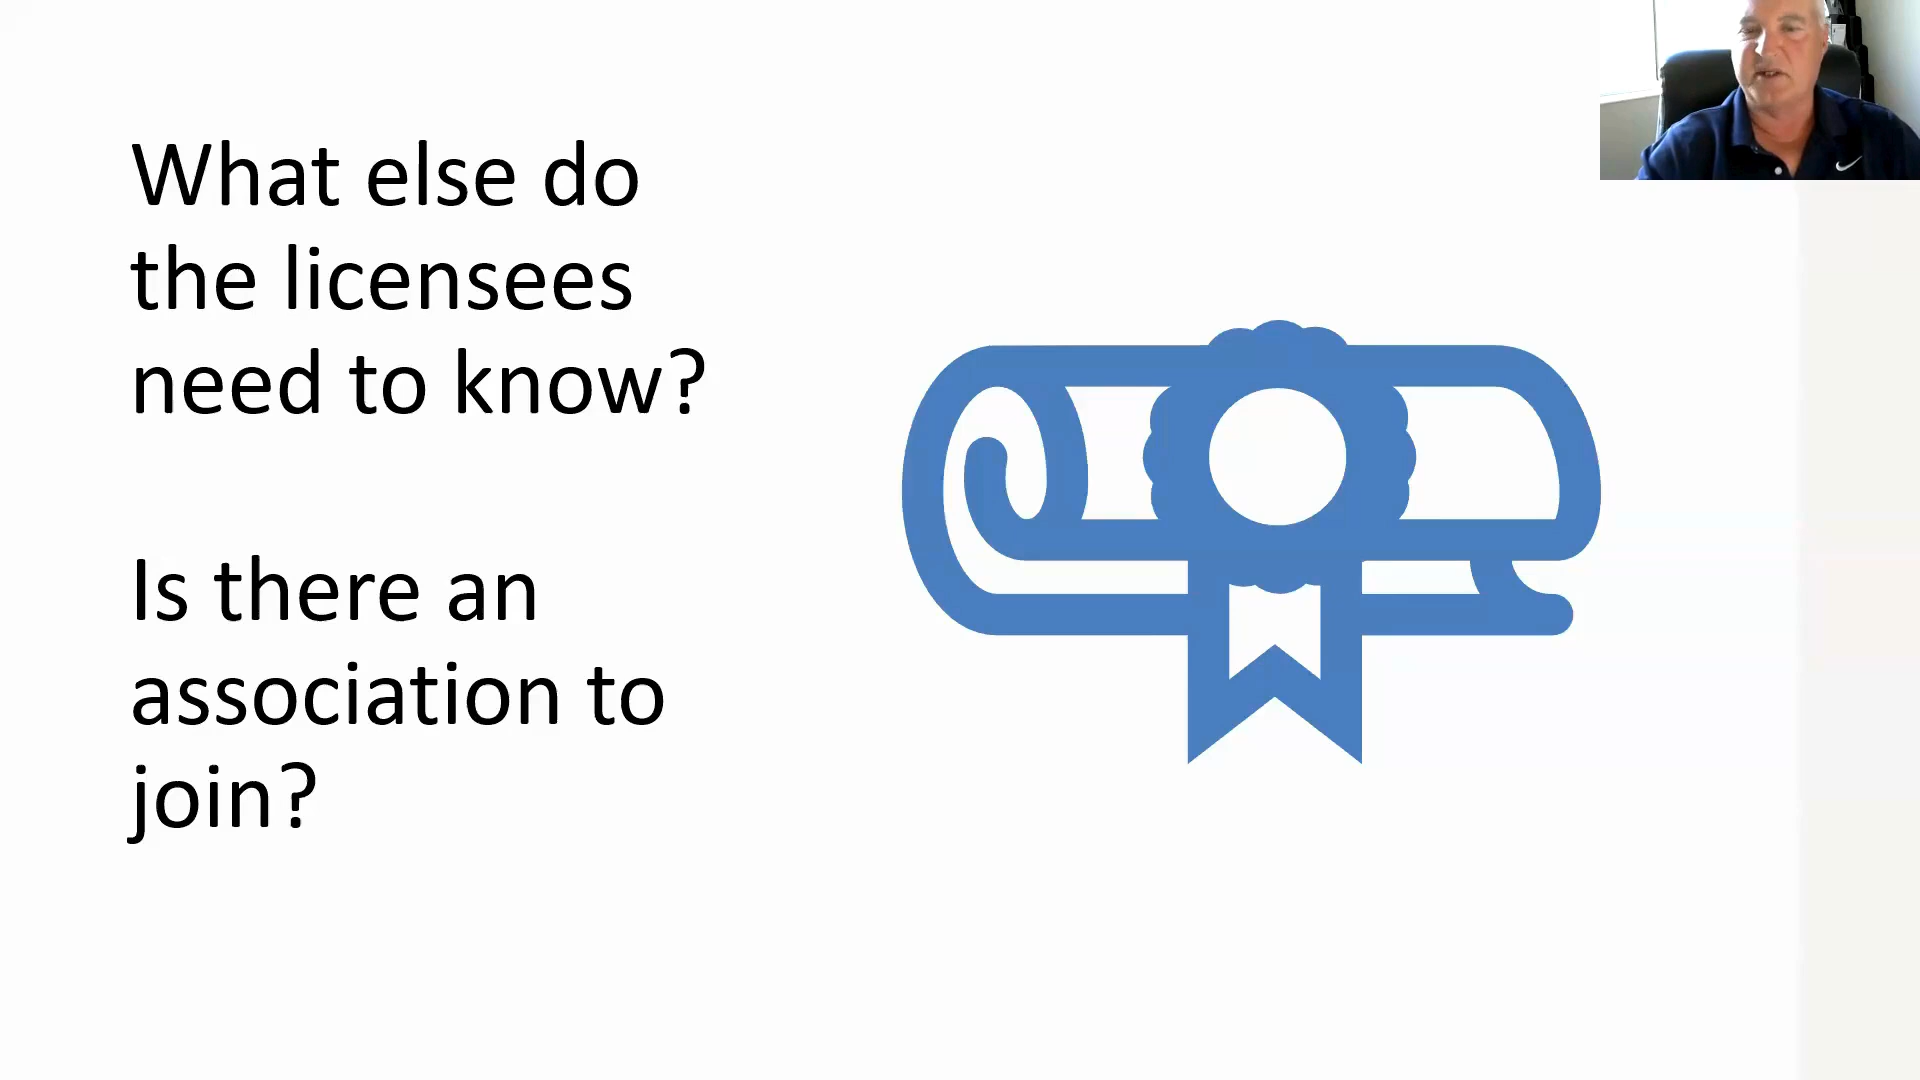 What else do
the licensees
need to know?
Is there an
association to
join?